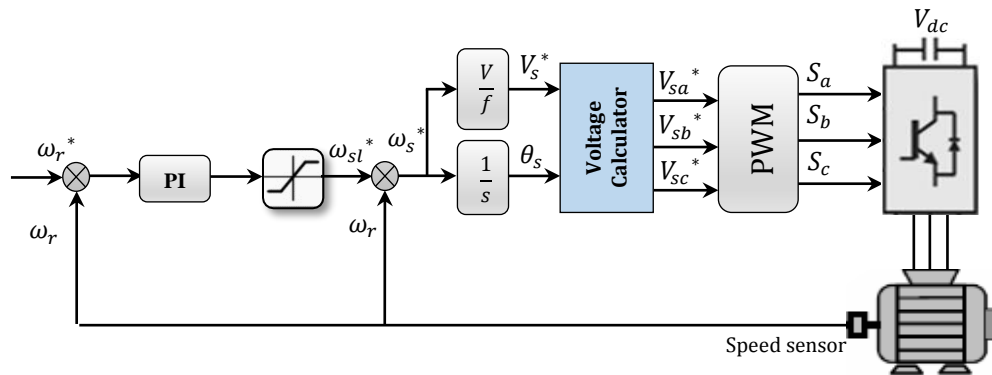 V_dc
V
f
V_s^*
Voltage
Calculator
V_sa^*
V_sb^*
V_sc^*
PWM
S_a
S_b
S_c
ω_r^*
PI
ω_sl^*
ω_s^*
1
s
θ_s
ω_r
ω_r
Speed sensor